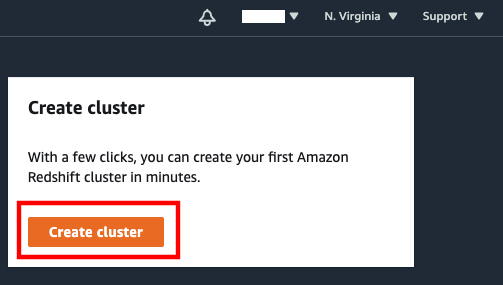 N. Virginia Support
Create cluster
With a few clicks, you can create your first Amazon
Redshift cluster in minutes.
Create cluster